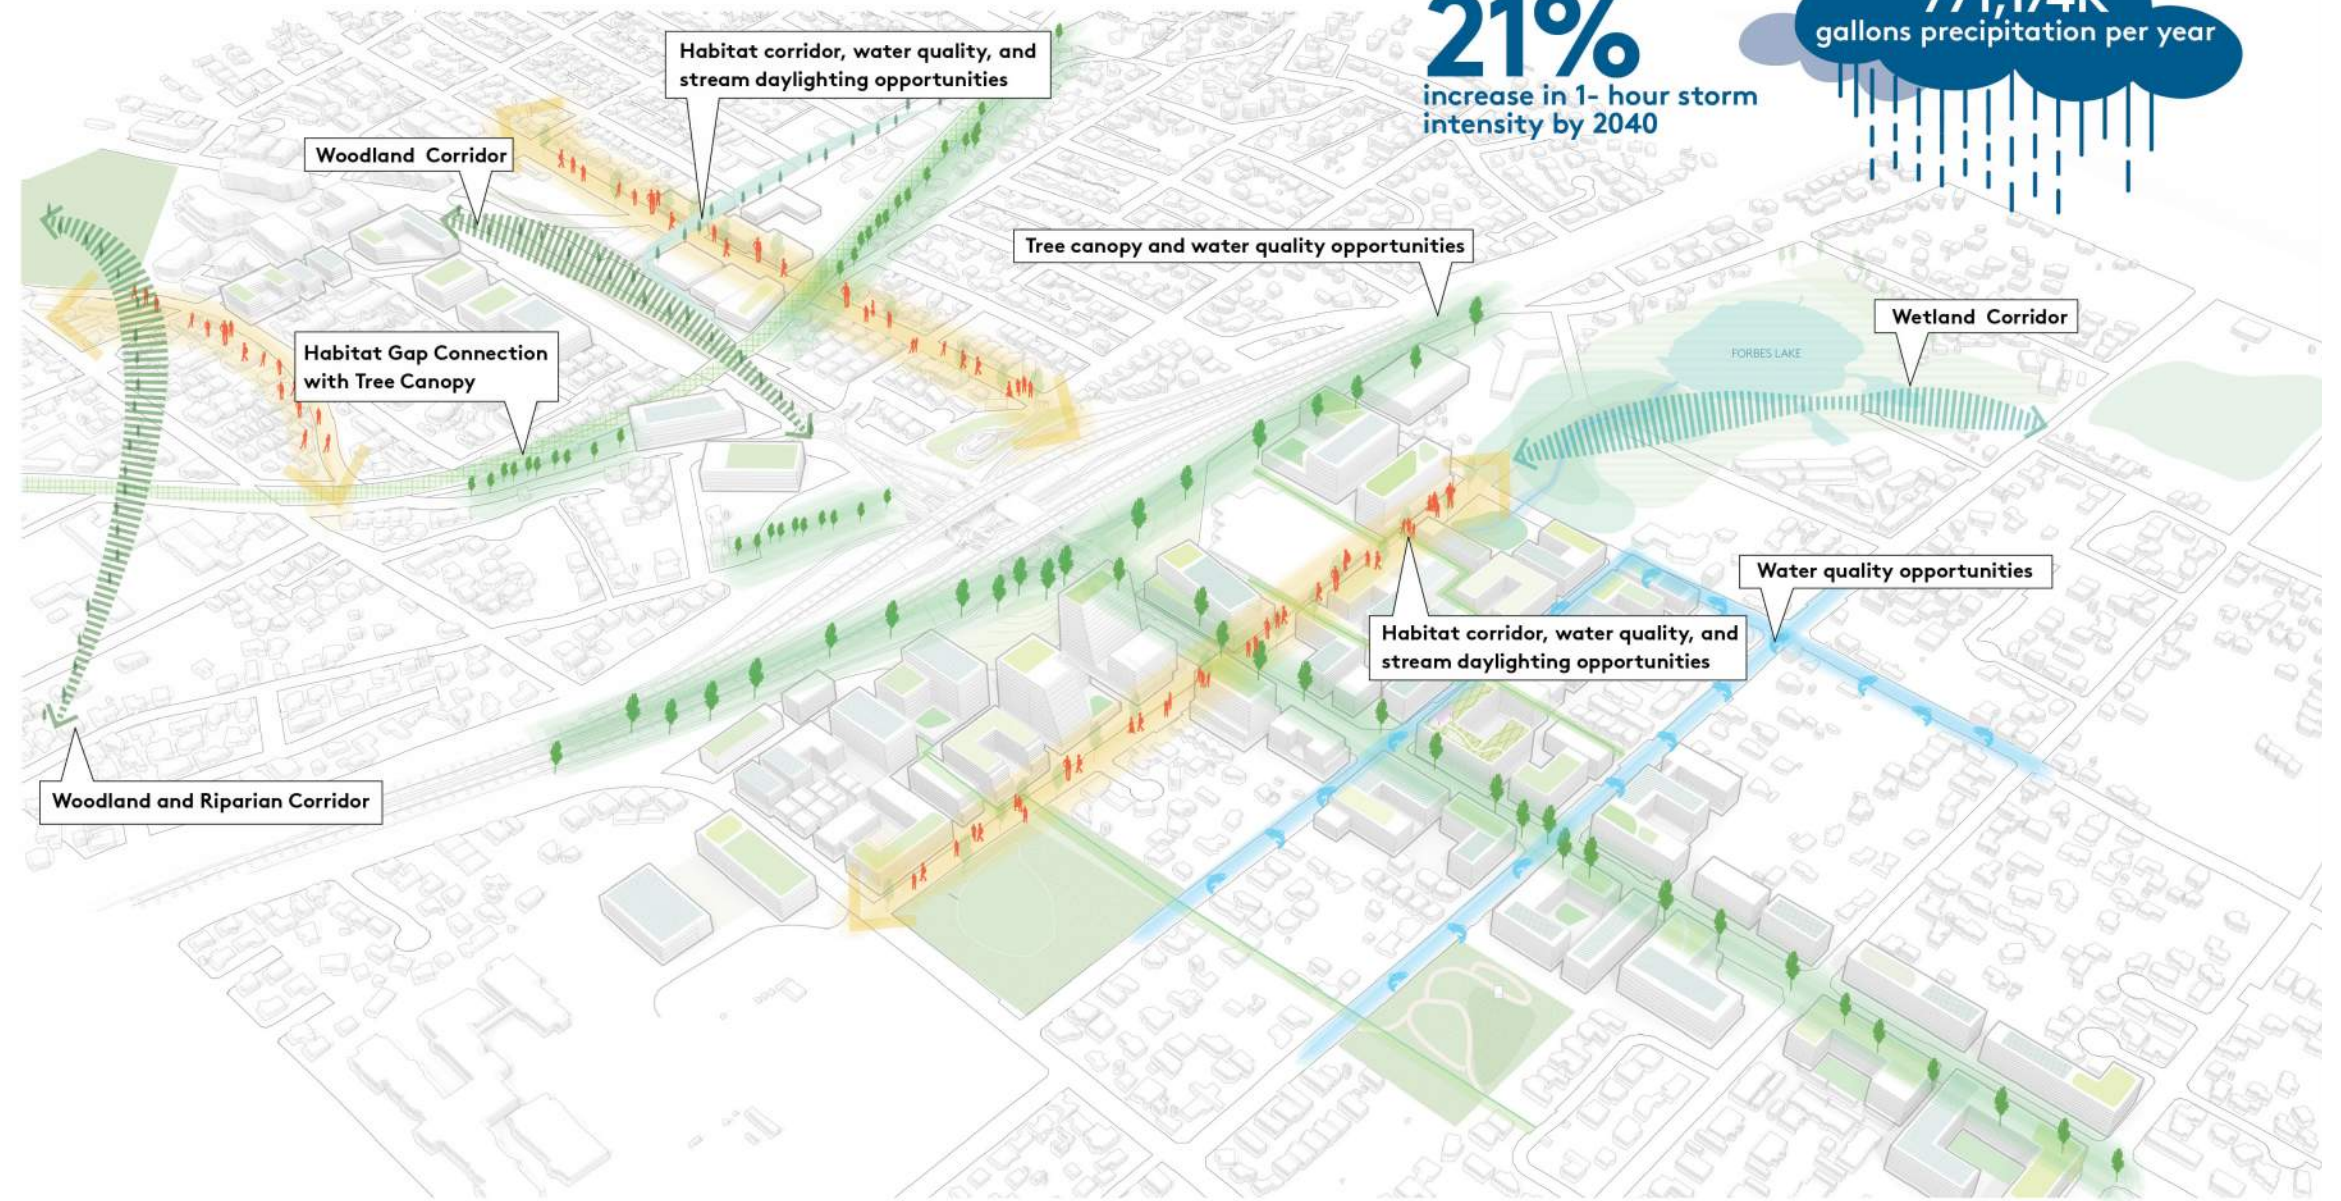 21%
increase in 1- hour storm
intensity by 2040
gallons precipitation per year
Habitat corridor, water quality, and
stream daylighting opportunities
Woodland Corridor
Tree canopy and water quality opportunities
Wetland Corridor
FORBES LAKE
Habitat Gap Connection
with Tree Canopy
Water quality opportunities
Habitat corridor, water quality, and
stream daylighting opportunities
Woodland and Riparian Corridor